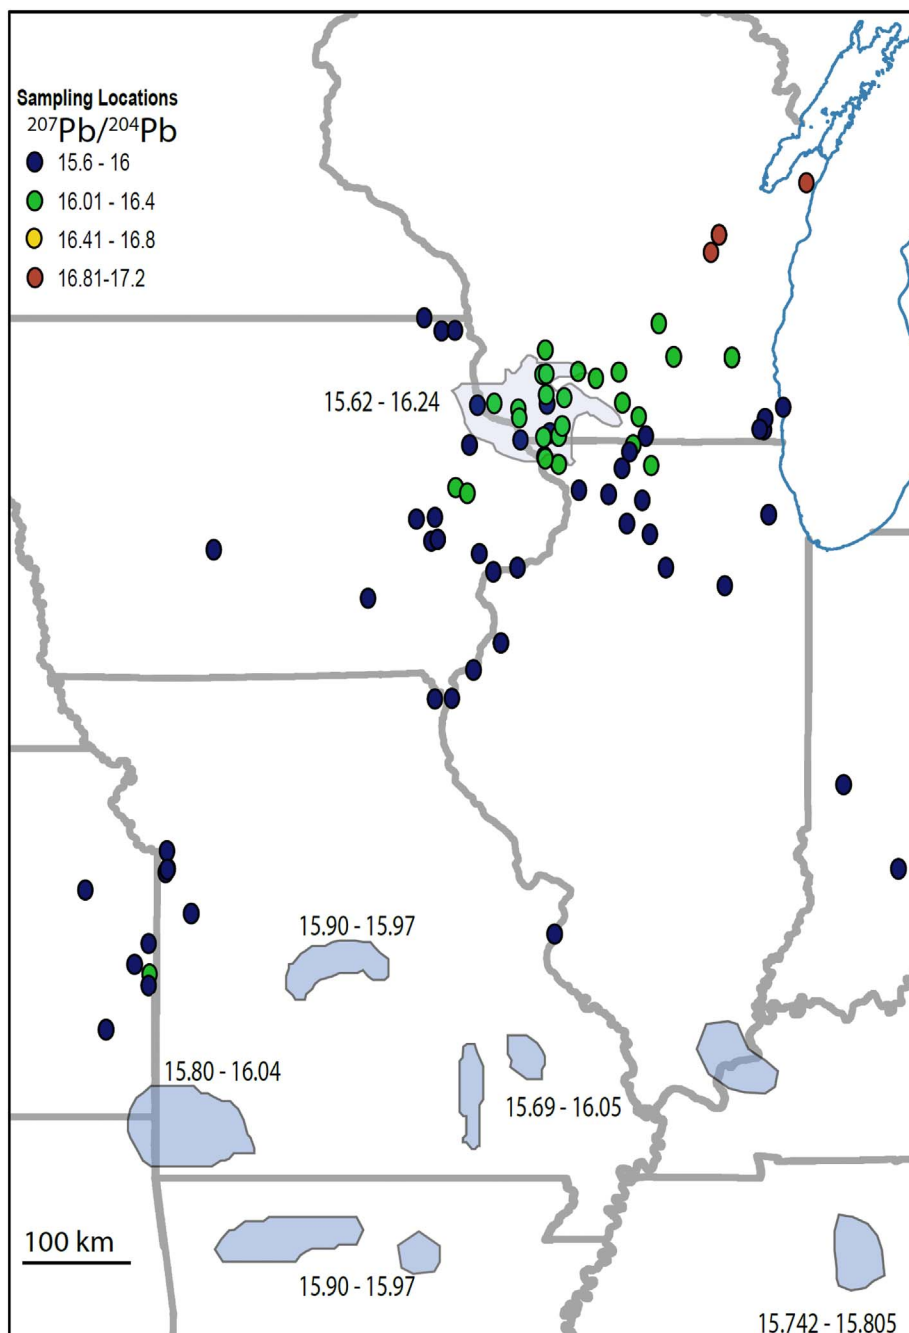 Sampling Locations
²⁰⁷Pb/²⁰⁴Pb
15.6 - 16
16.01 - 16.4
16.41 - 16.8
16.81-17.2
15.62 - 16.24
15.90 - 15.97
15.80 - 16.04
15.69 - 16.05
100 km
15.90 - 15.97
15.742 - 15.805